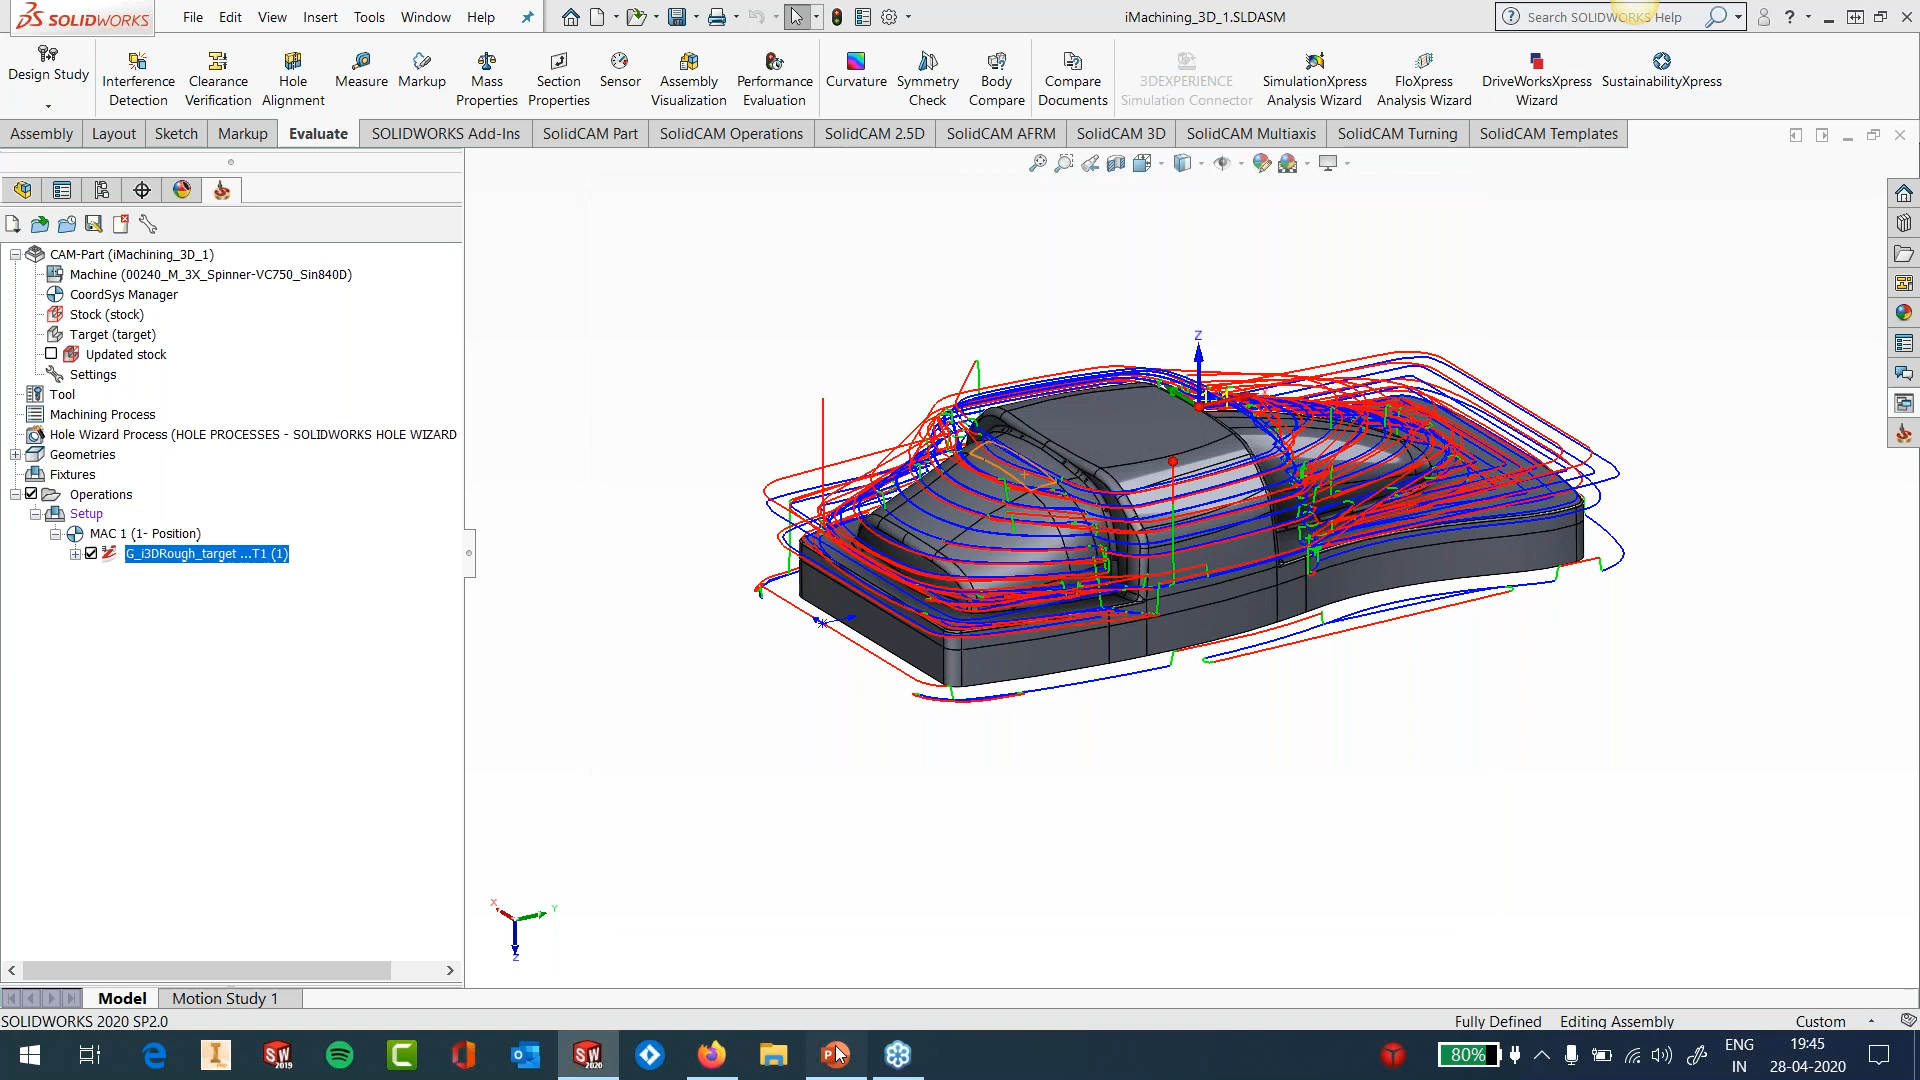 SOLIDWORKS
File Edit View Insert Tools Window Help
iMachining_3D_1.SLDASM
Search SOLIDWORKS Help
Design Study
Interference Detection
Clearance Verification
Hole Alignment
Measure
Markup
Mass Properties
Section Properties
Sensor
Assembly Visualization
Performance Evaluation
Curvature
Symmetry Check
Body Compare
Compare Documents
3DEXPERIENCE Simulation Connector
SimulationXpress Analysis Wizard
FloXpress Analysis Wizard
DriveWorksXpress Wizard
SustainabilityXpress
Assembly Layout Sketch Markup Evaluate SOLIDWORKS Add-Ins SolidCAM Part SolidCAM Operations SolidCAM 2.5D SolidCAM AFRM SolidCAM 3D SolidCAM Multiaxis SolidCAM Turning SolidCAM Templates
CAM-Part (iMachining_3D_1)
Machine (00240_M_3X_Spinner-VC750_Sin840D)
CoordSys Manager
Stock (stock)
Target (target)
Updated stock
Settings
Tool
Machining Process
Hole Wizard Process (HOLE PROCESSES - SOLIDWORKS HOLE WIZARD
Geometries
Fixtures
Operations
Setup
MAC 1 (1- Position)
G_i3DRough_target ...T1 (1)
Z
X Y
Z
Model Motion Study 1
SOLIDWORKS 2020 SP2.0
Fully Defined Editing Assembly Custom
SW 2019
SW 2020
80%
ENG IN
19:45
28-04-2020